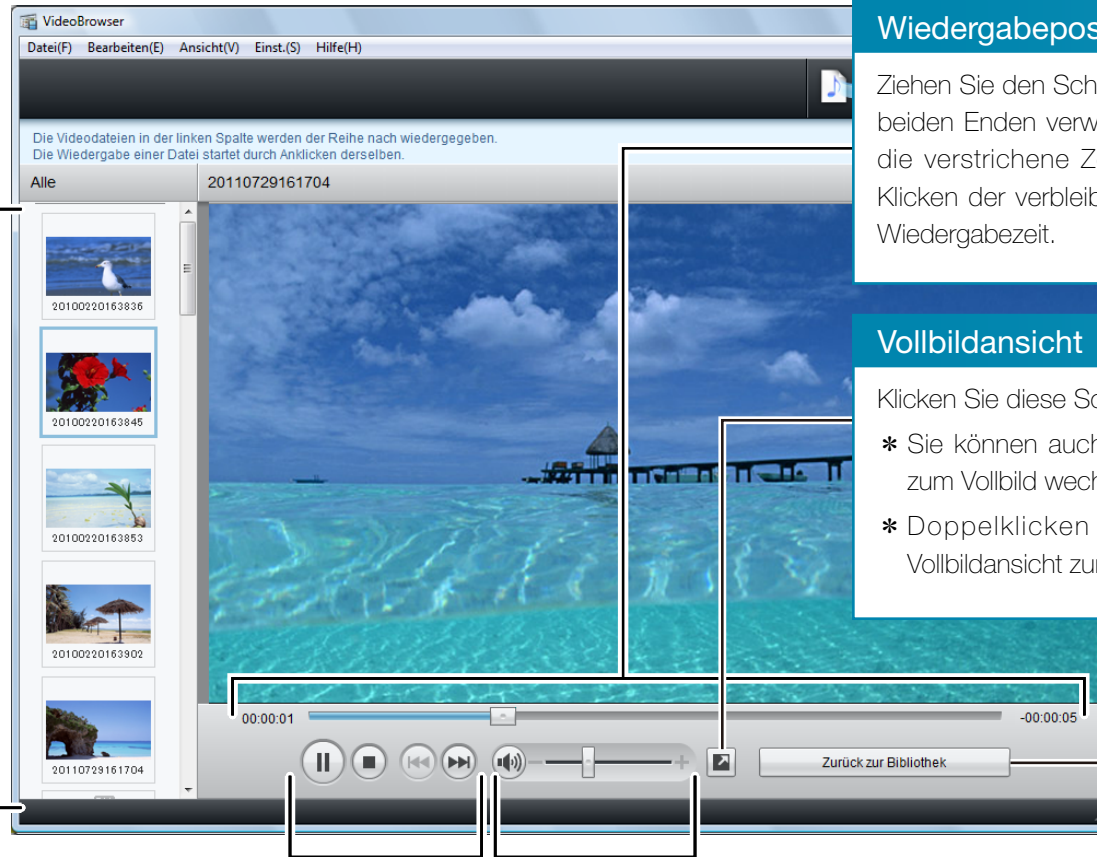 VideoBrowser
Datei(F) Bearbeiten(E) Ansicht(V) Einst.(S) Hilfe(H)
Die Videodateien in der linken Spalte werden der Reihe nach wiedergegeben.
Die Wiedergabe einer Datei startet durch Anklicken derselben.
Alle
20110729161704
20100220163836
20100220163845
20100220163853
20100220163902
20110729161704
00:00:01
-00:00:05
Zurück zur Bibliothek
Wiedergabepos
Ziehen Sie den Sch
beiden Enden verw
die verstrichene Z
Klicken der verbleib
Wiedergabezeit.
Vollbildansicht
Klicken Sie diese Sc
* Sie können auch
zum Vollbild wech
* Doppelklicken
Vollbildansicht zur